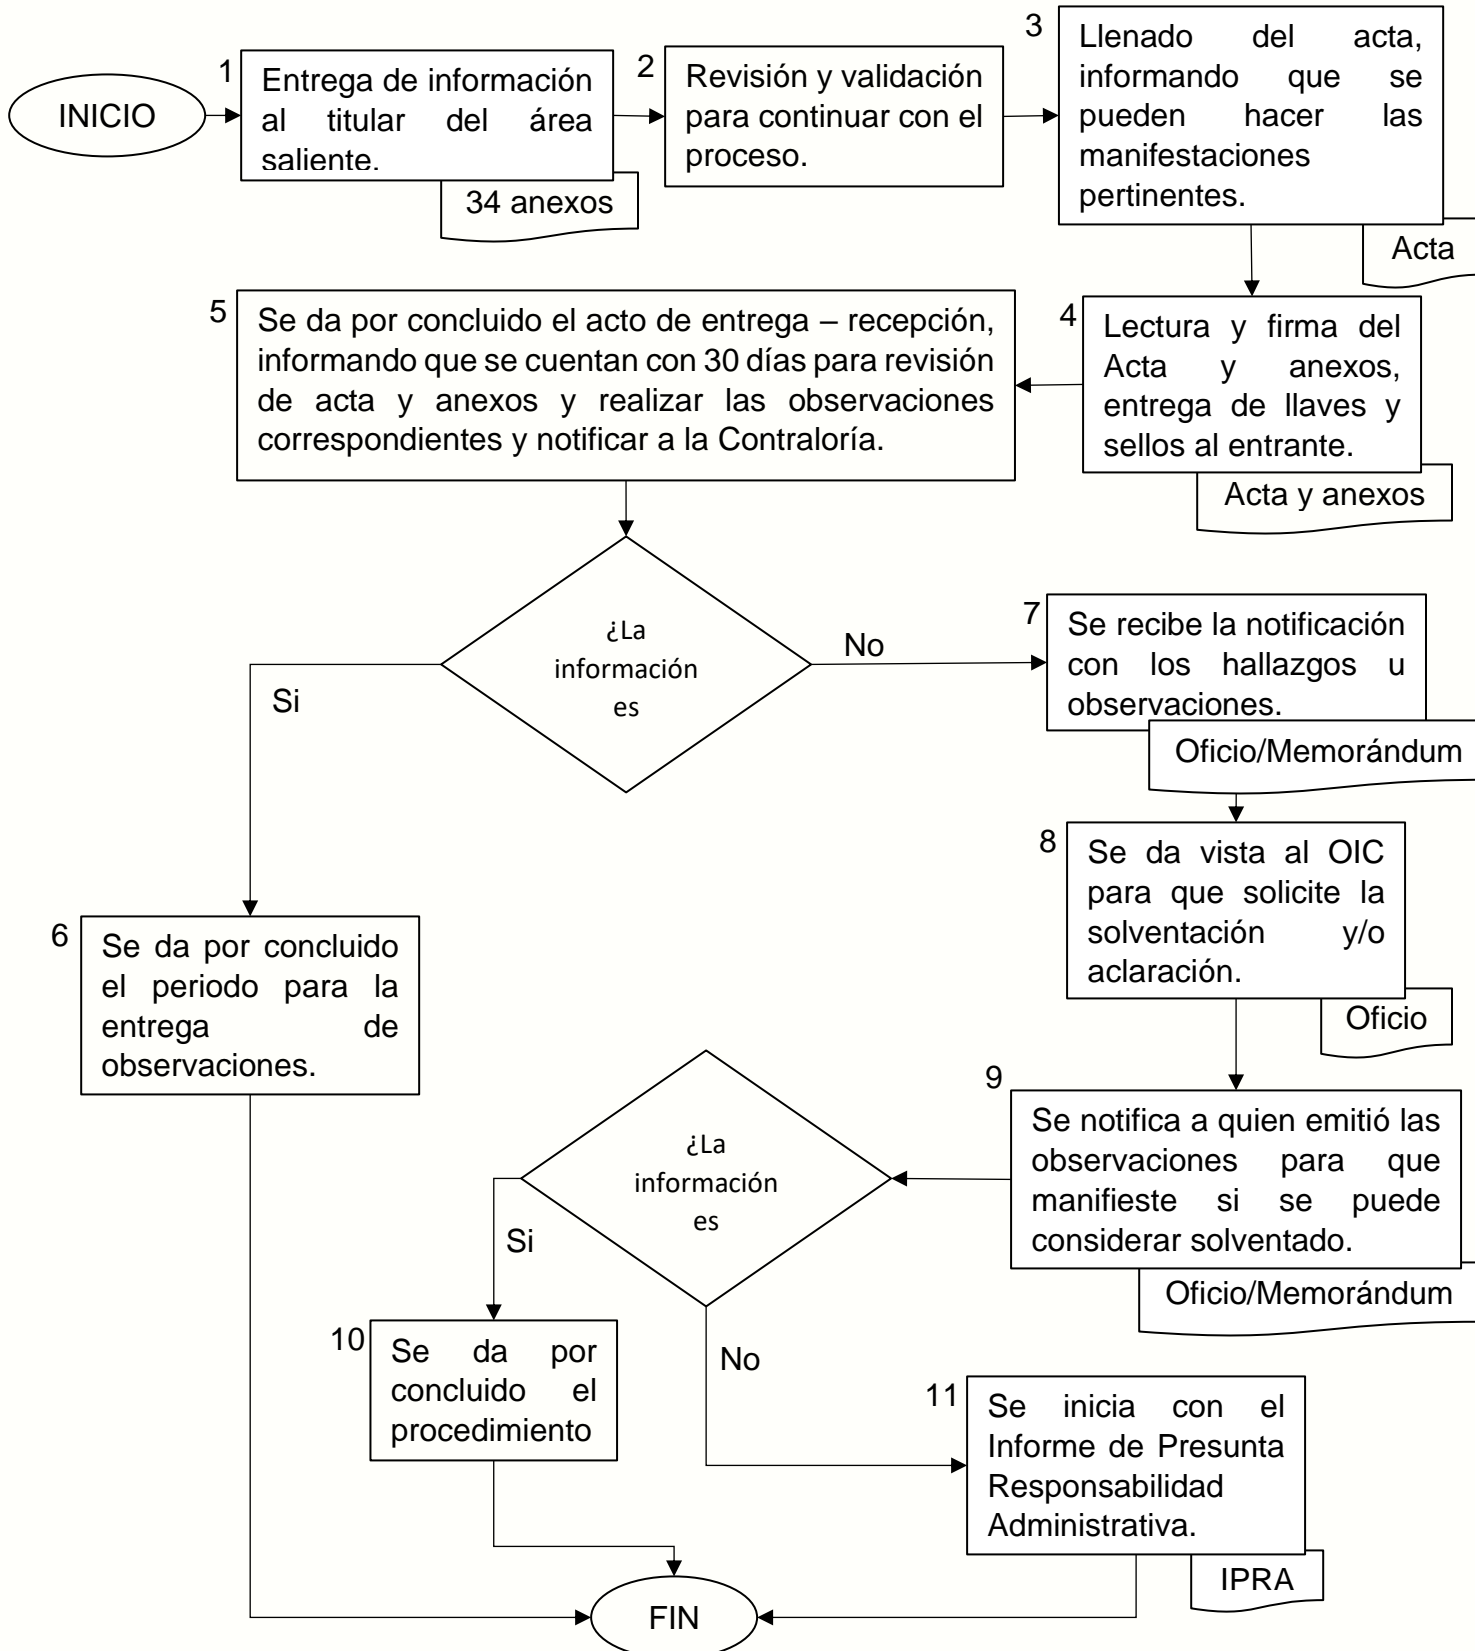 INICIO
1
Entrega de información
al titular del área
saliente.
34 anexos
2
Revisión y validación
para continuar con el
proceso.
3
Llenado del acta,
informando que se
pueden hacer las
manifestaciones
pertinentes.
Acta
4
Lectura y firma del
Acta y anexos,
entrega de llaves y
sellos al entrante.
Acta y anexos
5
Se da por concluido el acto de entrega – recepción,
informando que se cuentan con 30 días para revisión
de acta y anexos y realizar las observaciones
correspondientes y notificar a la Contraloría.
¿La
información
es
Si
No
6
Se da por concluido
el periodo para la
entrega de
observaciones.
7
Se recibe la notificación
con los hallazgos u
observaciones.
Oficio/Memorándum
8
Se da vista al OIC
para que solicite la
solventación y/o
aclaración.
Oficio
9
Se notifica a quien emitió las
observaciones para que
manifieste si se puede
considerar solventado.
Oficio/Memorándum
¿La
información
es
Si
No
10
Se da por
concluido el
procedimiento
11
Se inicia con el
Informe de Presunta
Responsabilidad
Administrativa.
IPRA
FIN